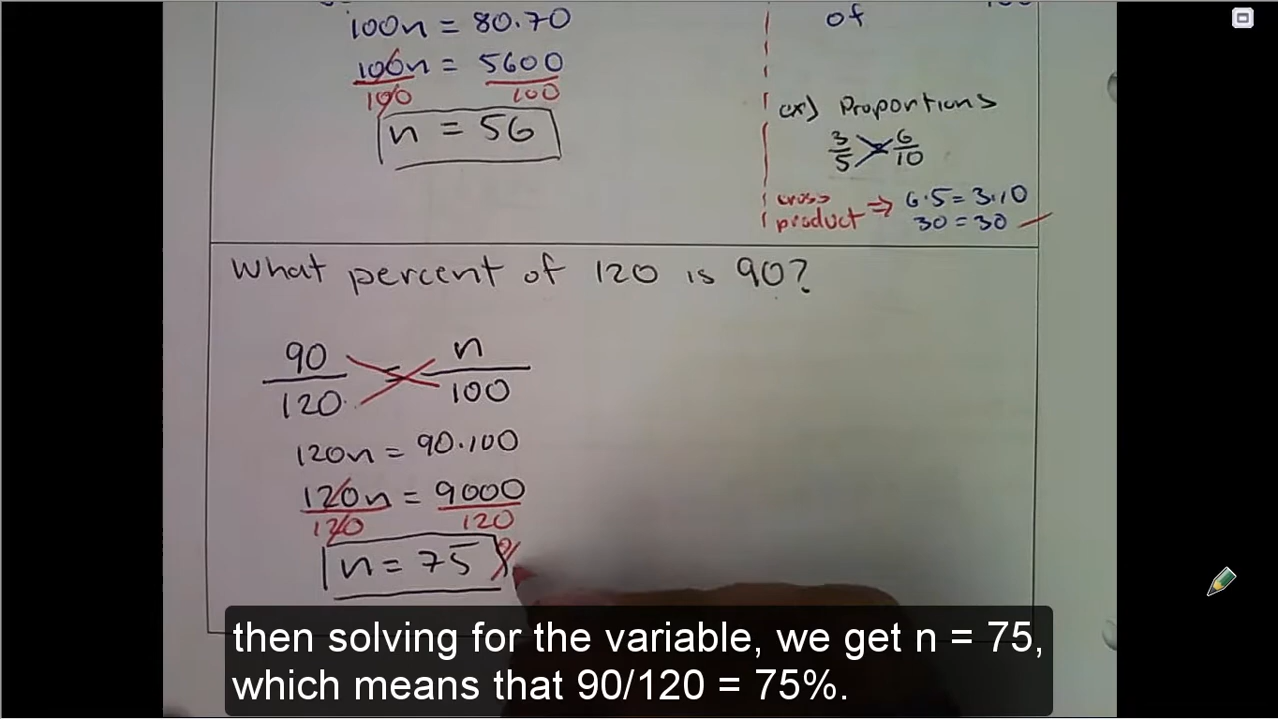 100n = 80.70
100n = 5600
100 100
n = 56
of
ex) Proportions
3 6
5 10
cross product ⇒ 6·5 = 3·10
30 = 30
What percent of 120 is 90?
90 = n
120 100
120n = 90·100
120n = 9000
120 120
n = 75%
then solving for the variable, we get n = 75,
which means that 90/120 = 75%.